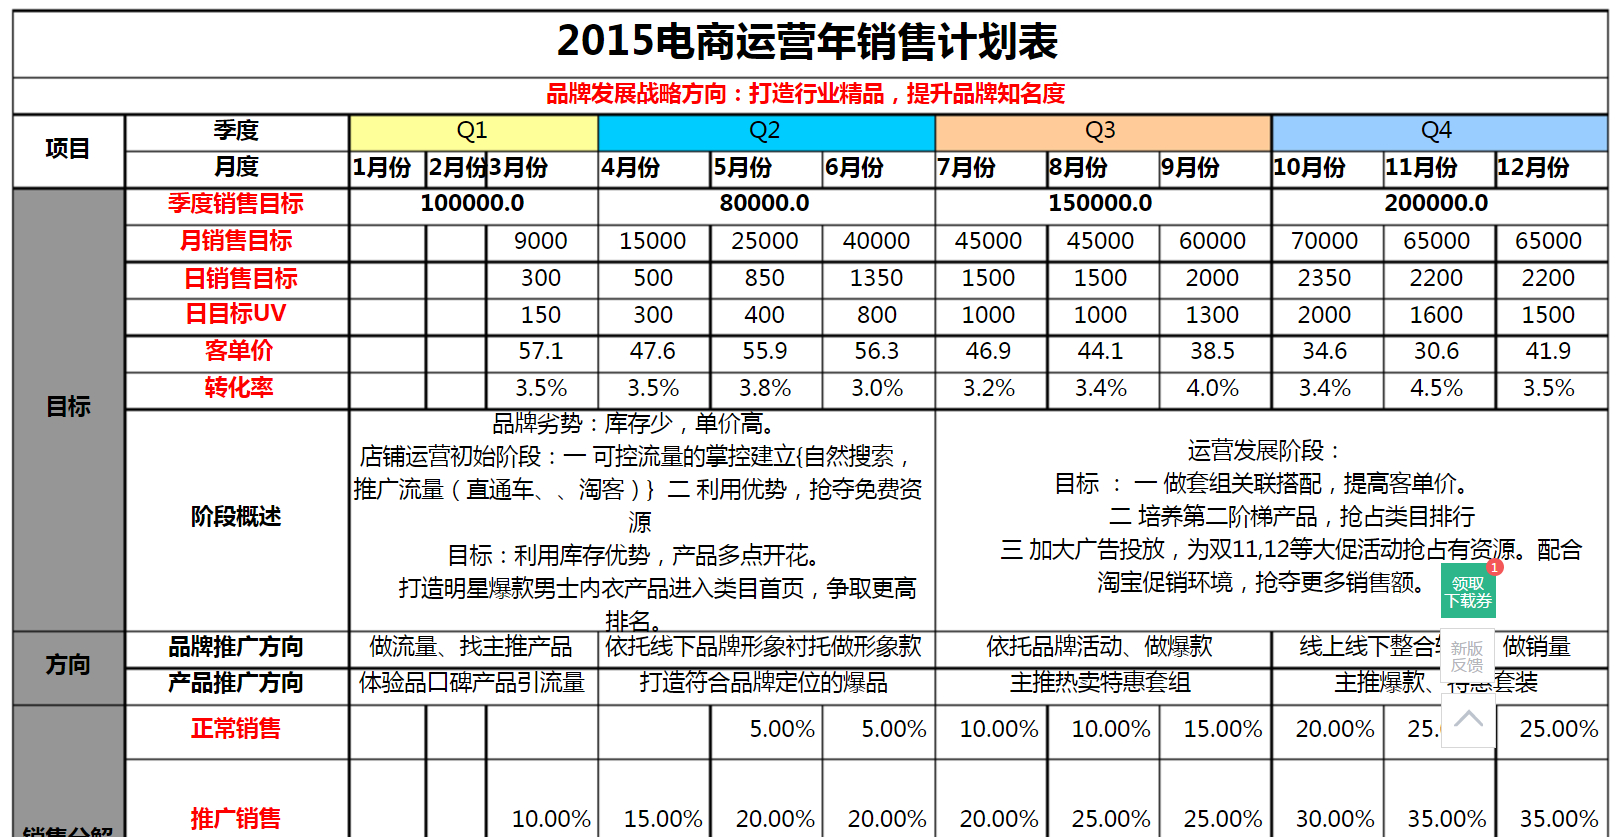 2015电商运营年销售计划表
品牌发展战略方向：打造行业精品，提升品牌知名度
项目 季度 Q1 Q2 Q3 Q4
月度 1月份 2月份 3月份 4月份 5月份 6月份 7月份 8月份 9月份 10月份 11月份 12月份
季度销售目标 100000.0 80000.0 150000.0 200000.0
月销售目标 9000 15000 25000 40000 45000 45000 60000 70000 65000 65000
日销售目标 300 500 850 1350 1500 1500 2000 2350 2200 2200
日目标UV 150 300 400 800 1000 1000 1300 2000 1600 1500
客单价 57.1 47.6 55.9 56.3 46.9 44.1 38.5 34.6 30.6 41.9
转化率 3.5% 3.5% 3.8% 3.0% 3.2% 3.4% 4.0% 3.4% 4.5% 3.5%
目标
阶段概述
品牌劣势：库存少，单价高。
店铺运营初始阶段：一 可控流量的掌控建立{自然搜索，
推广流量（直通车、、淘客）} 二 利用优势，抢夺免费资
源
目标：利用库存优势，产品多点开花。
打造明星爆款男士内衣产品进入类目首页，争取更高
排名。
运营发展阶段：
目标 ： 一 做套组关联搭配，提高客单价。
二 培养第二阶梯产品，抢占类目排行
三 加大广告投放，为双11,12等大促活动抢占有资源。配合
淘宝促销环境，抢夺更多销售额。
领取
下载券
1
方向
品牌推广方向 做流量、找主推产品 依托线下品牌形象衬托做形象款 依托品牌活动、做爆款 线上线下整合 做销量
新版
反馈
产品推广方向 体验品口碑产品引流量 打造符合品牌定位的爆品 主推热卖特惠套组 主推爆款、特惠套装
正常销售 5.00% 5.00% 10.00% 10.00% 15.00% 20.00% 25. 25.00%
推广销售 10.00% 15.00% 20.00% 20.00% 20.00% 25.00% 25.00% 30.00% 35.00% 35.00%
销售分解